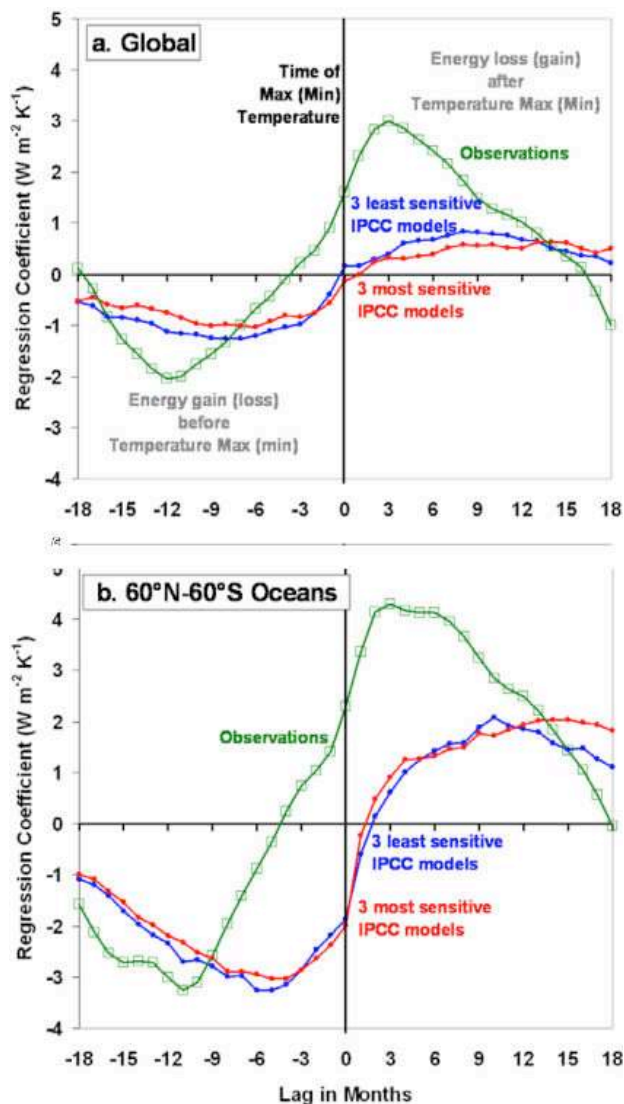 a. Global
Time of
Max (Min)
Temperature
Energy loss (gain)
after
Temperature Max (Min)
Observations
3 least sensitive
IPCC models
3 most sensitive
IPCC models
Energy gain (loss)
before
Temperature Max (min)
Regression Coefficient (W m⁻² K⁻¹)
5
4
3
2
1
0
-1
-2
-3
-4
-18 -15 -12 -9 -6 -3 0 3 6 9 12 15 18
b. 60°N-60°S Oceans
Observations
3 least sensitive
IPCC models
3 most sensitive
IPCC models
Regression Coefficient (W m⁻² K⁻¹)
5
4
3
2
1
0
-1
-2
-3
-4
-18 -15 -12 -9 -6 -3 0 3 6 9 12 15 18
Lag in Months